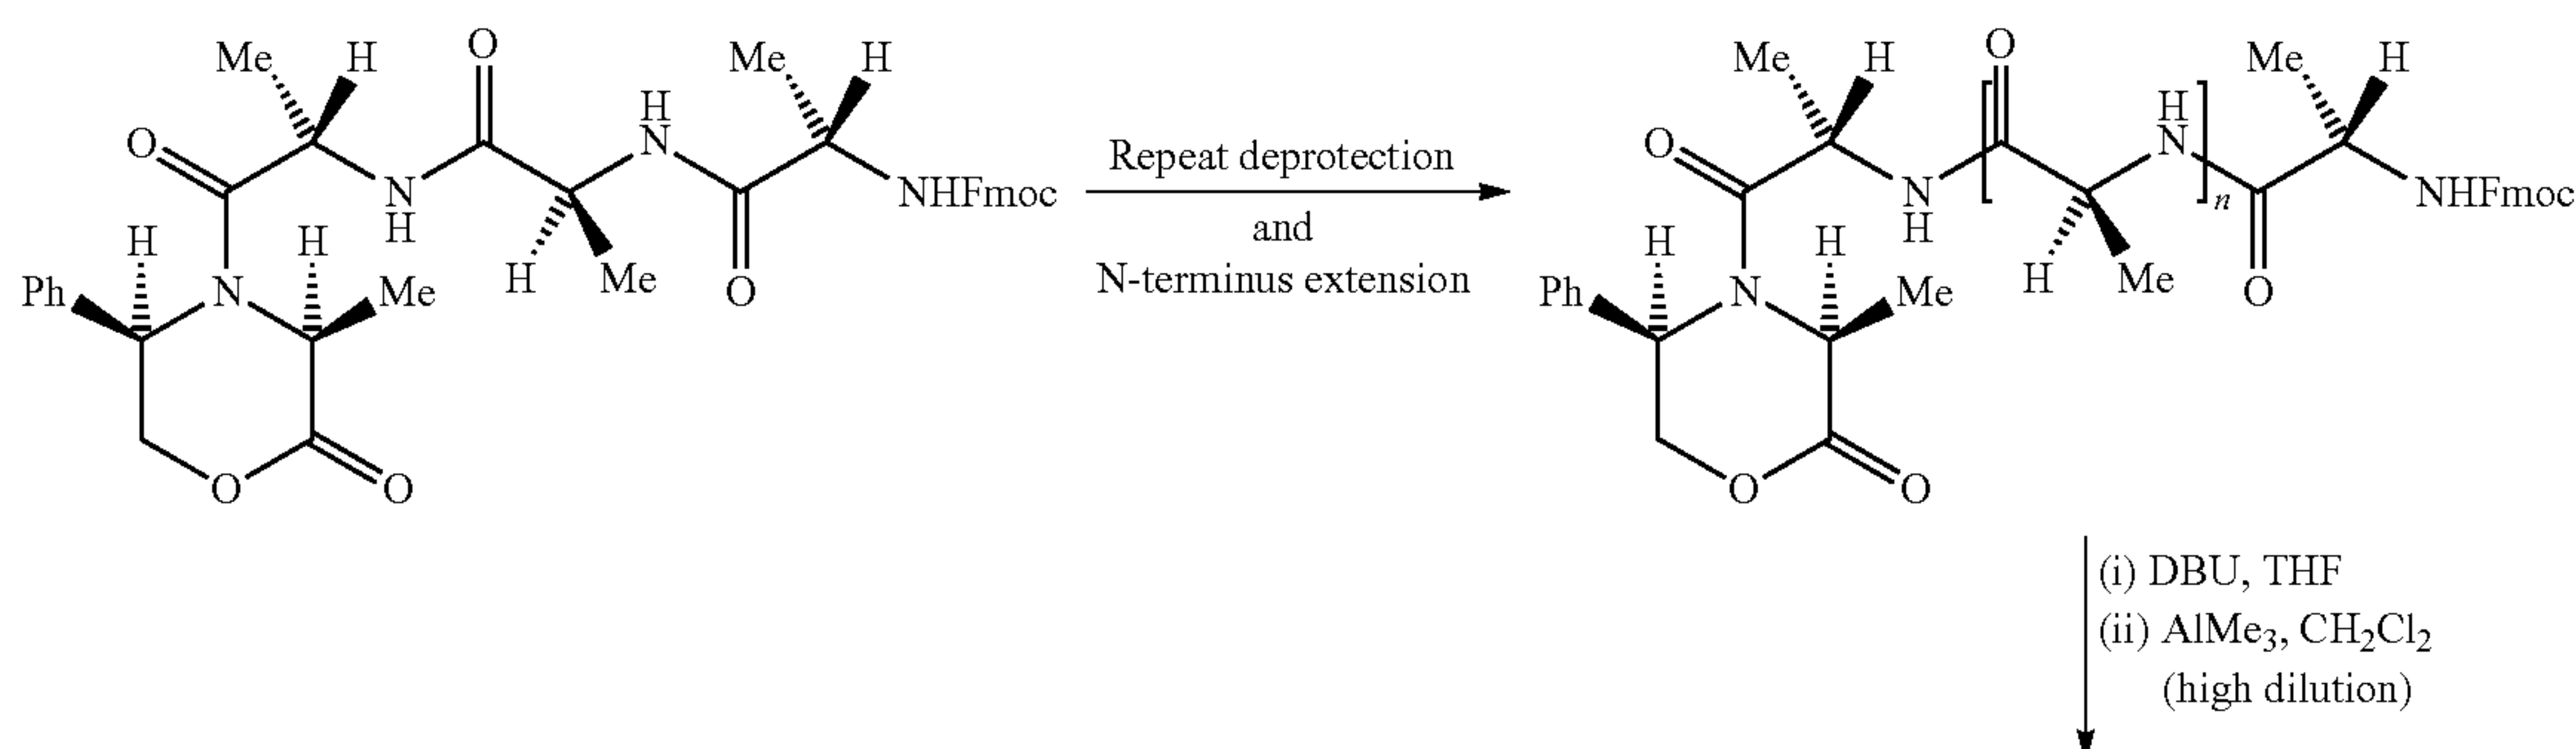 Me H O Me H
O H N
N H NHFmoc
H H H Me O
Ph N Me
O O
Repeat deprotection
and
N-terminus extension
Me H O Me H
O H N
N H n NHFmoc
H H H Me O
Ph N Me
O O
(i) DBU, THF
(ii) AlMe3, CH2Cl2
(high dilution)